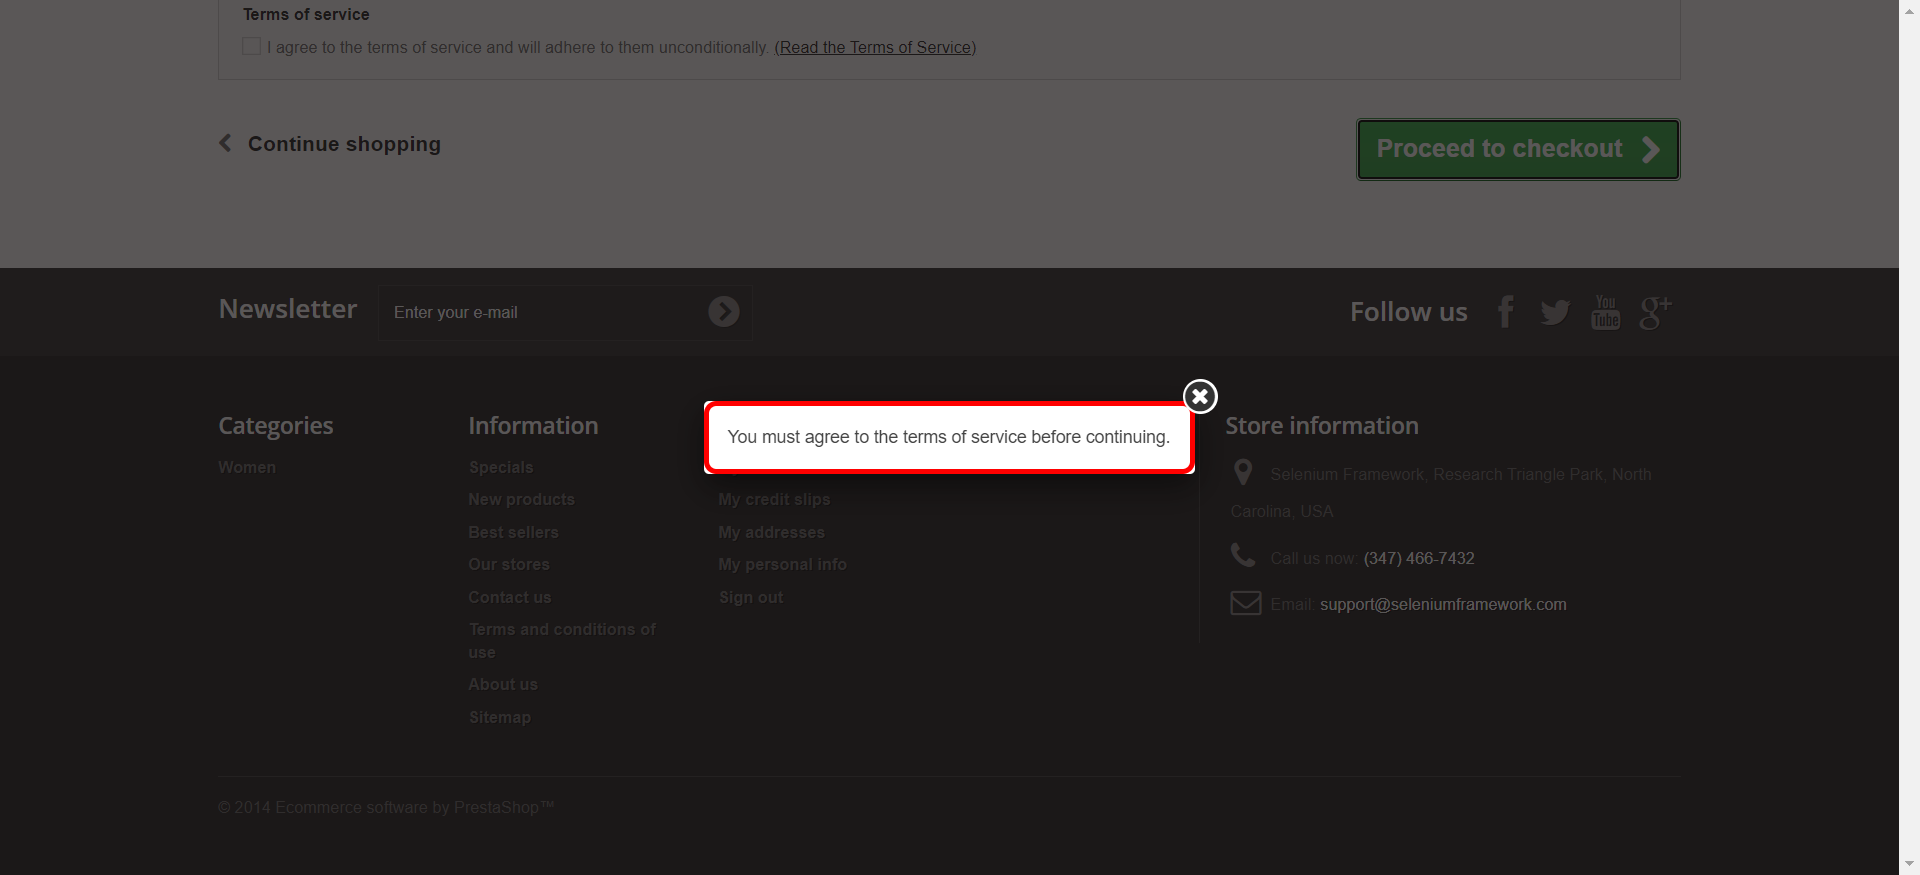 Terms of service
I agree to the terms of service and will adhere to them unconditionally. (Read the Terms of Service)
Continue shopping
Proceed to checkout
Newsletter
Enter your e-mail
Follow us
You
Tube
g+
You must agree to the terms of service before continuing.
Categories
Women
Information
Specials
New products
Best sellers
Our stores
Contact us
Terms and conditions of
use
About us
Sitemap
My credit slips
My addresses
My personal info
Sign out
Store information
Selenium Framework, Research Triangle Park, North
Carolina, USA
Call us now: (347) 466-7432
Email: support@seleniumframework.com
© 2014 Ecommerce software by PrestaShop™